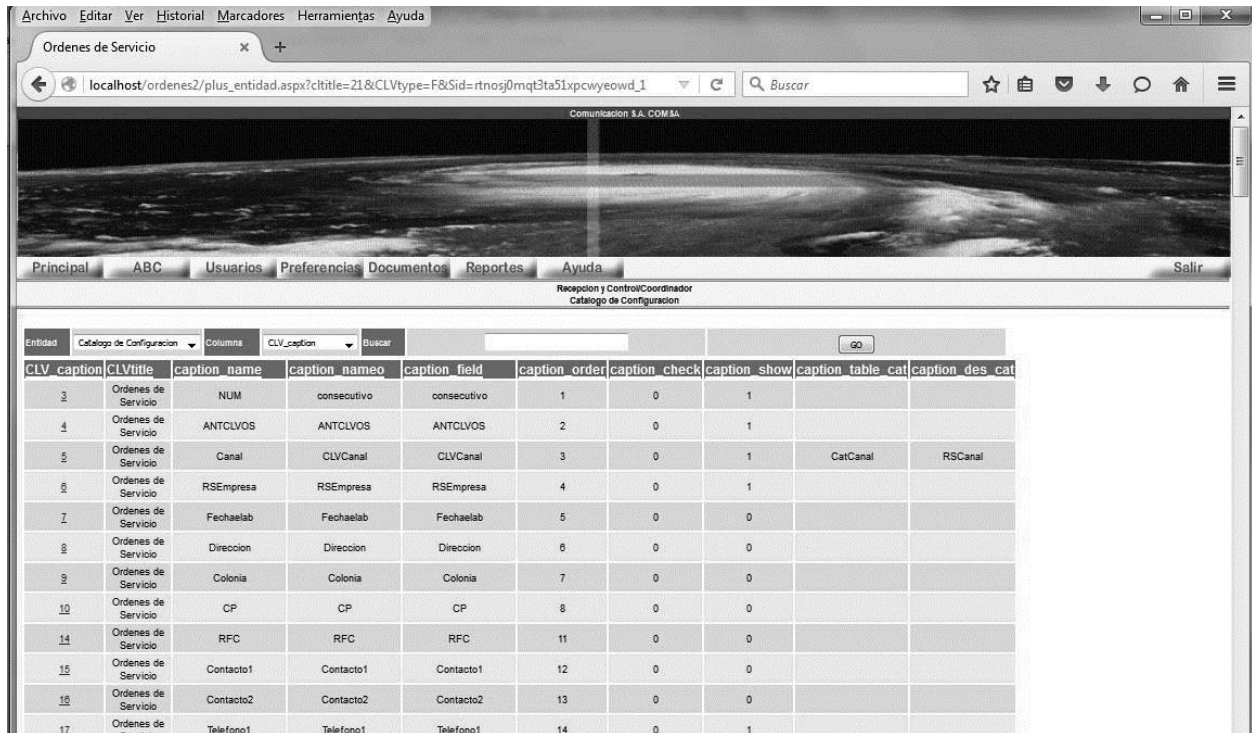 Archivo Editar Ver Historial Marcadores Herramientas Ayuda
Ordenes de Servicio
localhost/ordenes2/plus_entidad.aspx?cltitle=21&CLVtype=F&Sid=rtnosj0mqt3ta51xpcwyeowd_1
Buscar
Comunicacion S.A. COMSA
Principal ABC Usuarios Preferencias Documentos Reportes Ayuda Salir
Recepcion y Control/Coordinador
Catalogo de Configuracion
Entidad Catalogo de Configuracion Columna CLV_caption Buscar GO
CLV_caption CLVtitle caption_name caption_nameo caption_field caption_order caption_check caption_show caption_table_cat caption_des_cat
3 Ordenes de Servicio NUM consecutivo consecutivo 1 0 1
4 Ordenes de Servicio ANTCLVOS ANTCLVOS ANTCLVOS 2 0 1
5 Ordenes de Servicio Canal CLVCanal CLVCanal 3 0 1 CatCanal RSCanal
6 Ordenes de Servicio RSEmpresa RSEmpresa RSEmpresa 4 0 1
7 Ordenes de Servicio Fechaelab Fechaelab Fechaelab 5 0 0
8 Ordenes de Servicio Direccion Direccion Direccion 6 0 0
9 Ordenes de Servicio Colonia Colonia Colonia 7 0 0
10 Ordenes de Servicio CP CP CP 8 0 0
14 Ordenes de Servicio RFC RFC RFC 11 0 0
15 Ordenes de Servicio Contacto1 Contacto1 Contacto1 12 0 0
16 Ordenes de Servicio Contacto2 Contacto2 Contacto2 13 0 0
17 Ordenes de Telefono1 Telefono1 Telefono1 14 0 1